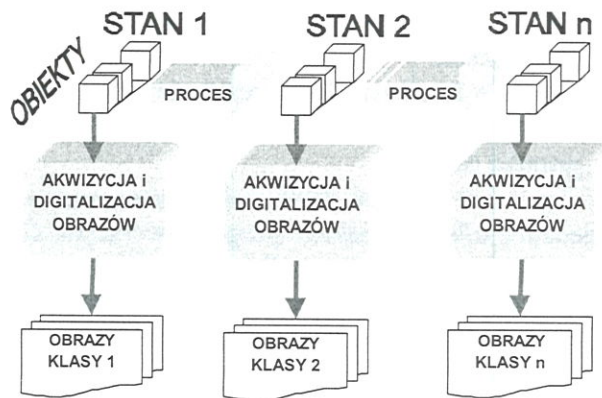 STAN 1
STAN 2
STAN n
OBIEKTY
PROCES
PROCES
AKWIZYCJA i
DIGITALIZACJA
OBRAZÓW
AKWIZYCJA i
DIGITALIZACJA
OBRAZÓW
AKWIZYCJA i
DIGITALIZACJA
OBRAZÓW
OBRAZY
KLASY 1
OBRAZY
KLASY 2
OBRAZY
KLASY n